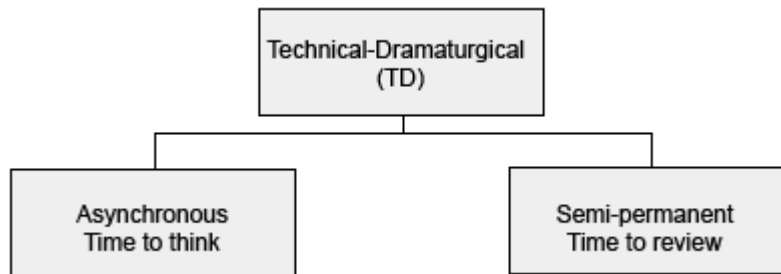 Technical-Dramaturgical
(TD)
Asynchronous
Time to think
Semi-permanent
Time to review